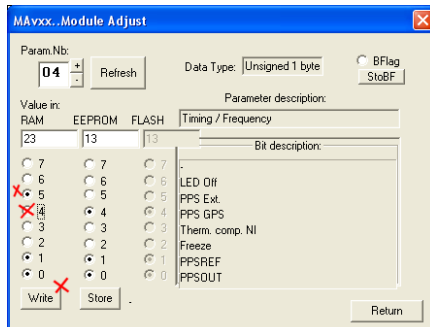 MAvxx..Module Adjust
Param.Nb:
04 + - Refresh Data Type: Unsigned 1 byte BFlag
StoBF
Value in: Parameter description:
RAM EEPROM FLASH Timing / Frequency
23 13 13 Bit description:
7 7 7 -
6 6 6 LED Off
5 5 5 PPS Ext.
4 4 4 PPS GPS
3 3 3 Therm. comp. NI
2 2 2 Freeze
1 1 1 PPSREF
0 0 0 PPSOUT
Write Store - Return